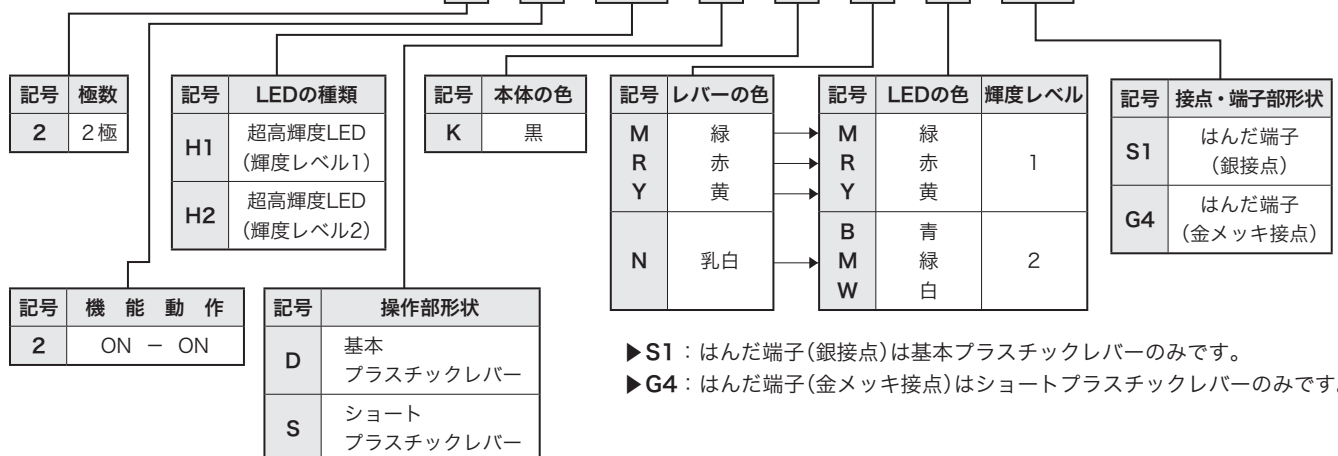 記号 極数
2 2極
記号 LEDの種類
H1 超高輝度LED
(輝度レベル1)
H2 超高輝度LED
(輝度レベル2)
記号 本体の色
K 黒
記号 レバーの色
M 緑
R 赤
Y 黄
N 乳白
記号 LEDの色 輝度レベル
M 緑
R 赤 1
Y 黄
B 青
M 緑 2
W 白
記号 接点・端子部形状
S1 はんだ端子
(銀接点)
G4 はんだ端子
(金メッキ接点)
記号 機能動作
2 ON − ON
記号 操作部形状
D 基本
プラスチックレバー
S ショート
プラスチックレバー
▶S1：はんだ端子(銀接点)は基本プラスチックレバーのみです。
▶G4：はんだ端子(金メッキ接点)はショートプラスチックレバーのみです。